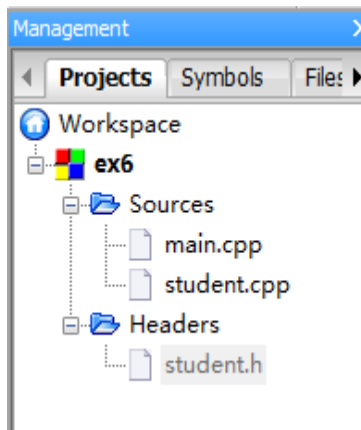 Management
Projects Symbols Files
Workspace
ex6
Sources
main.cpp
student.cpp
Headers
student.h